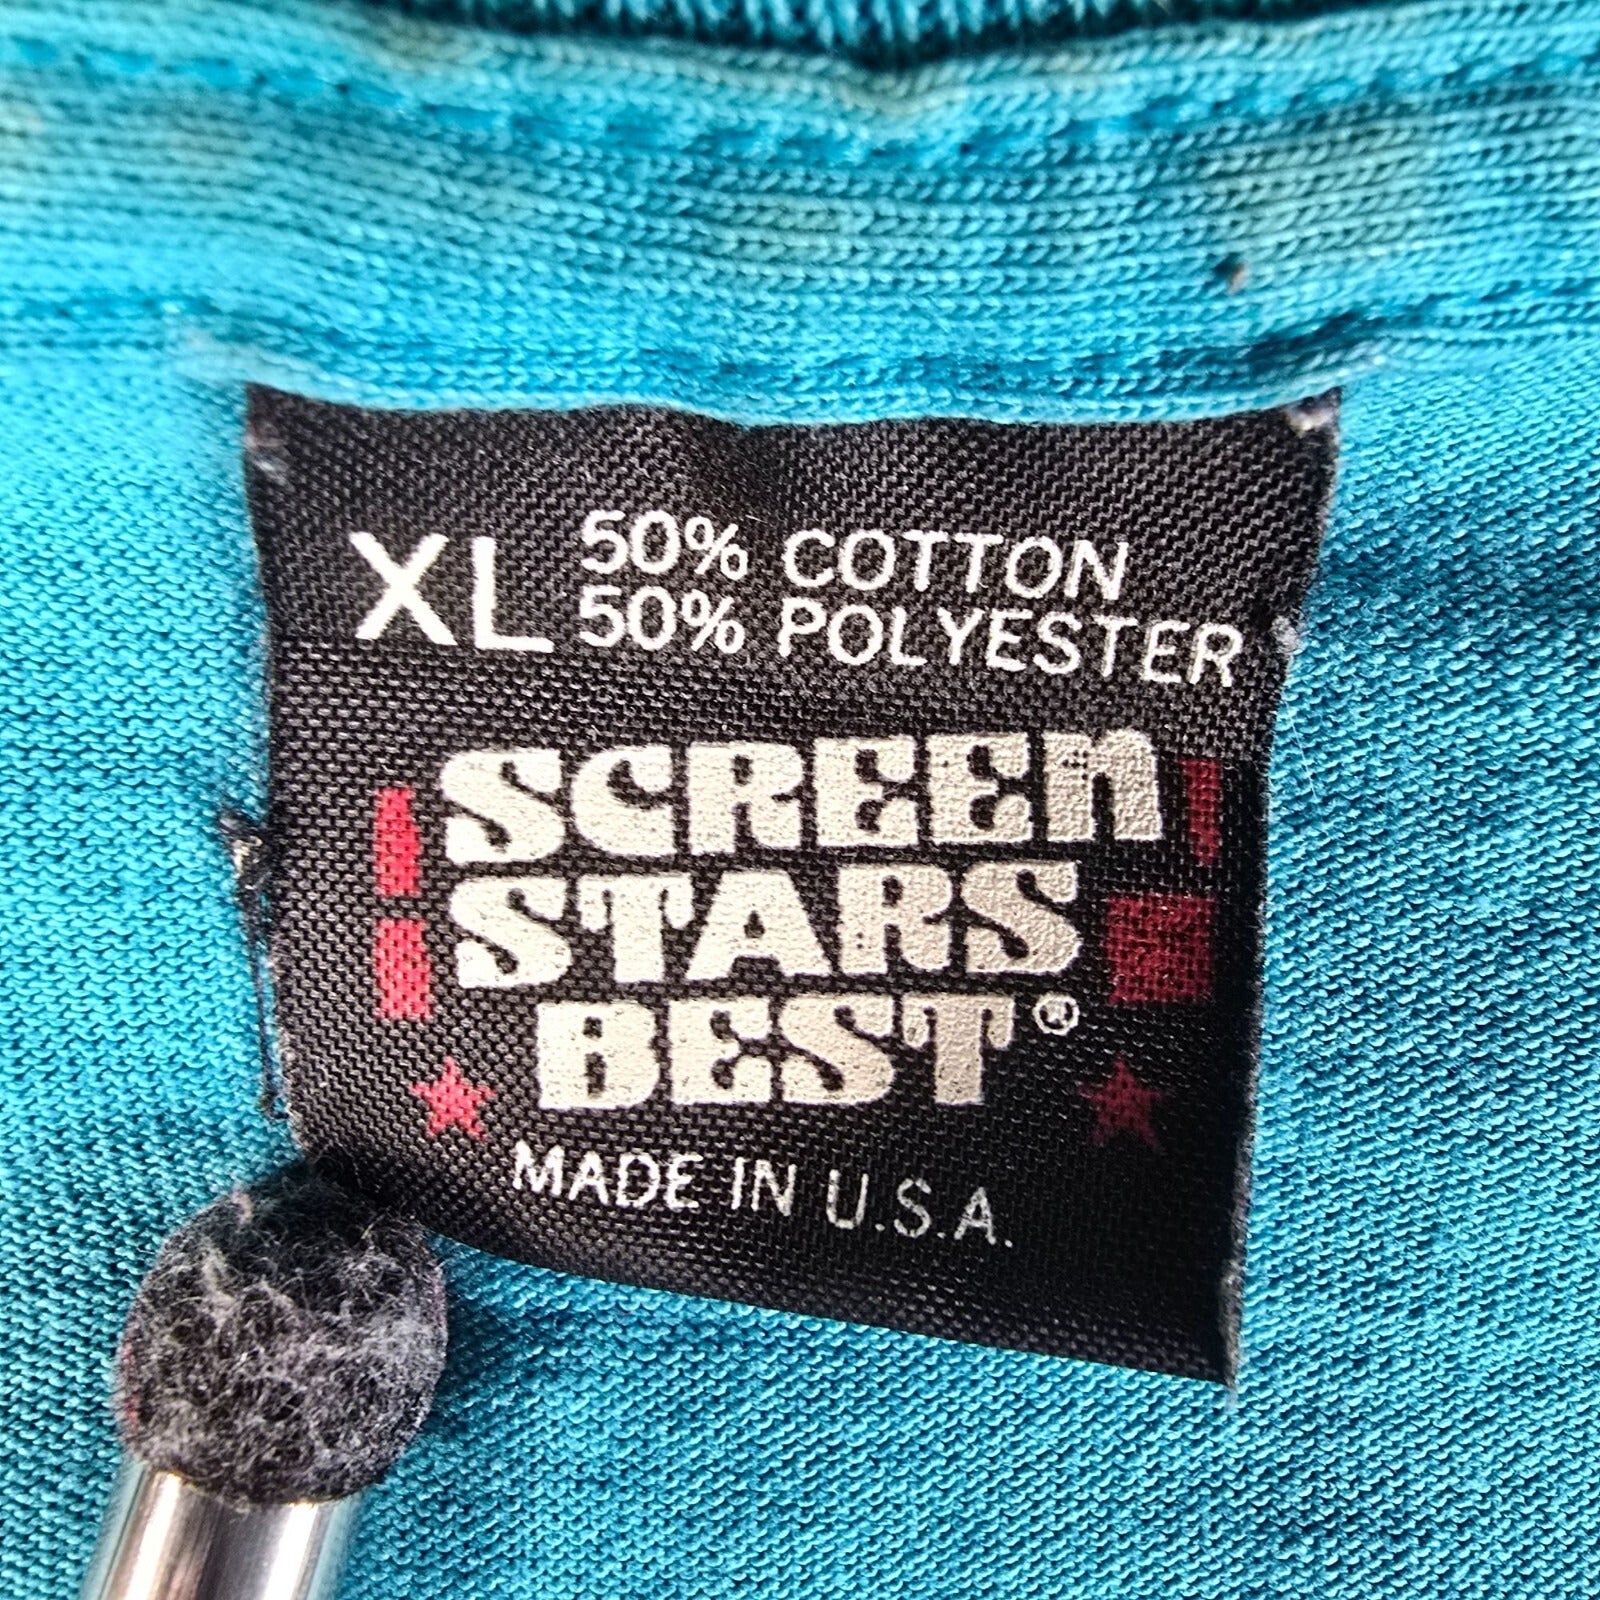 XL 50% COTTON
50% POLYESTER
SCREEN
STARS
BEST®
MADE IN U.S.A.